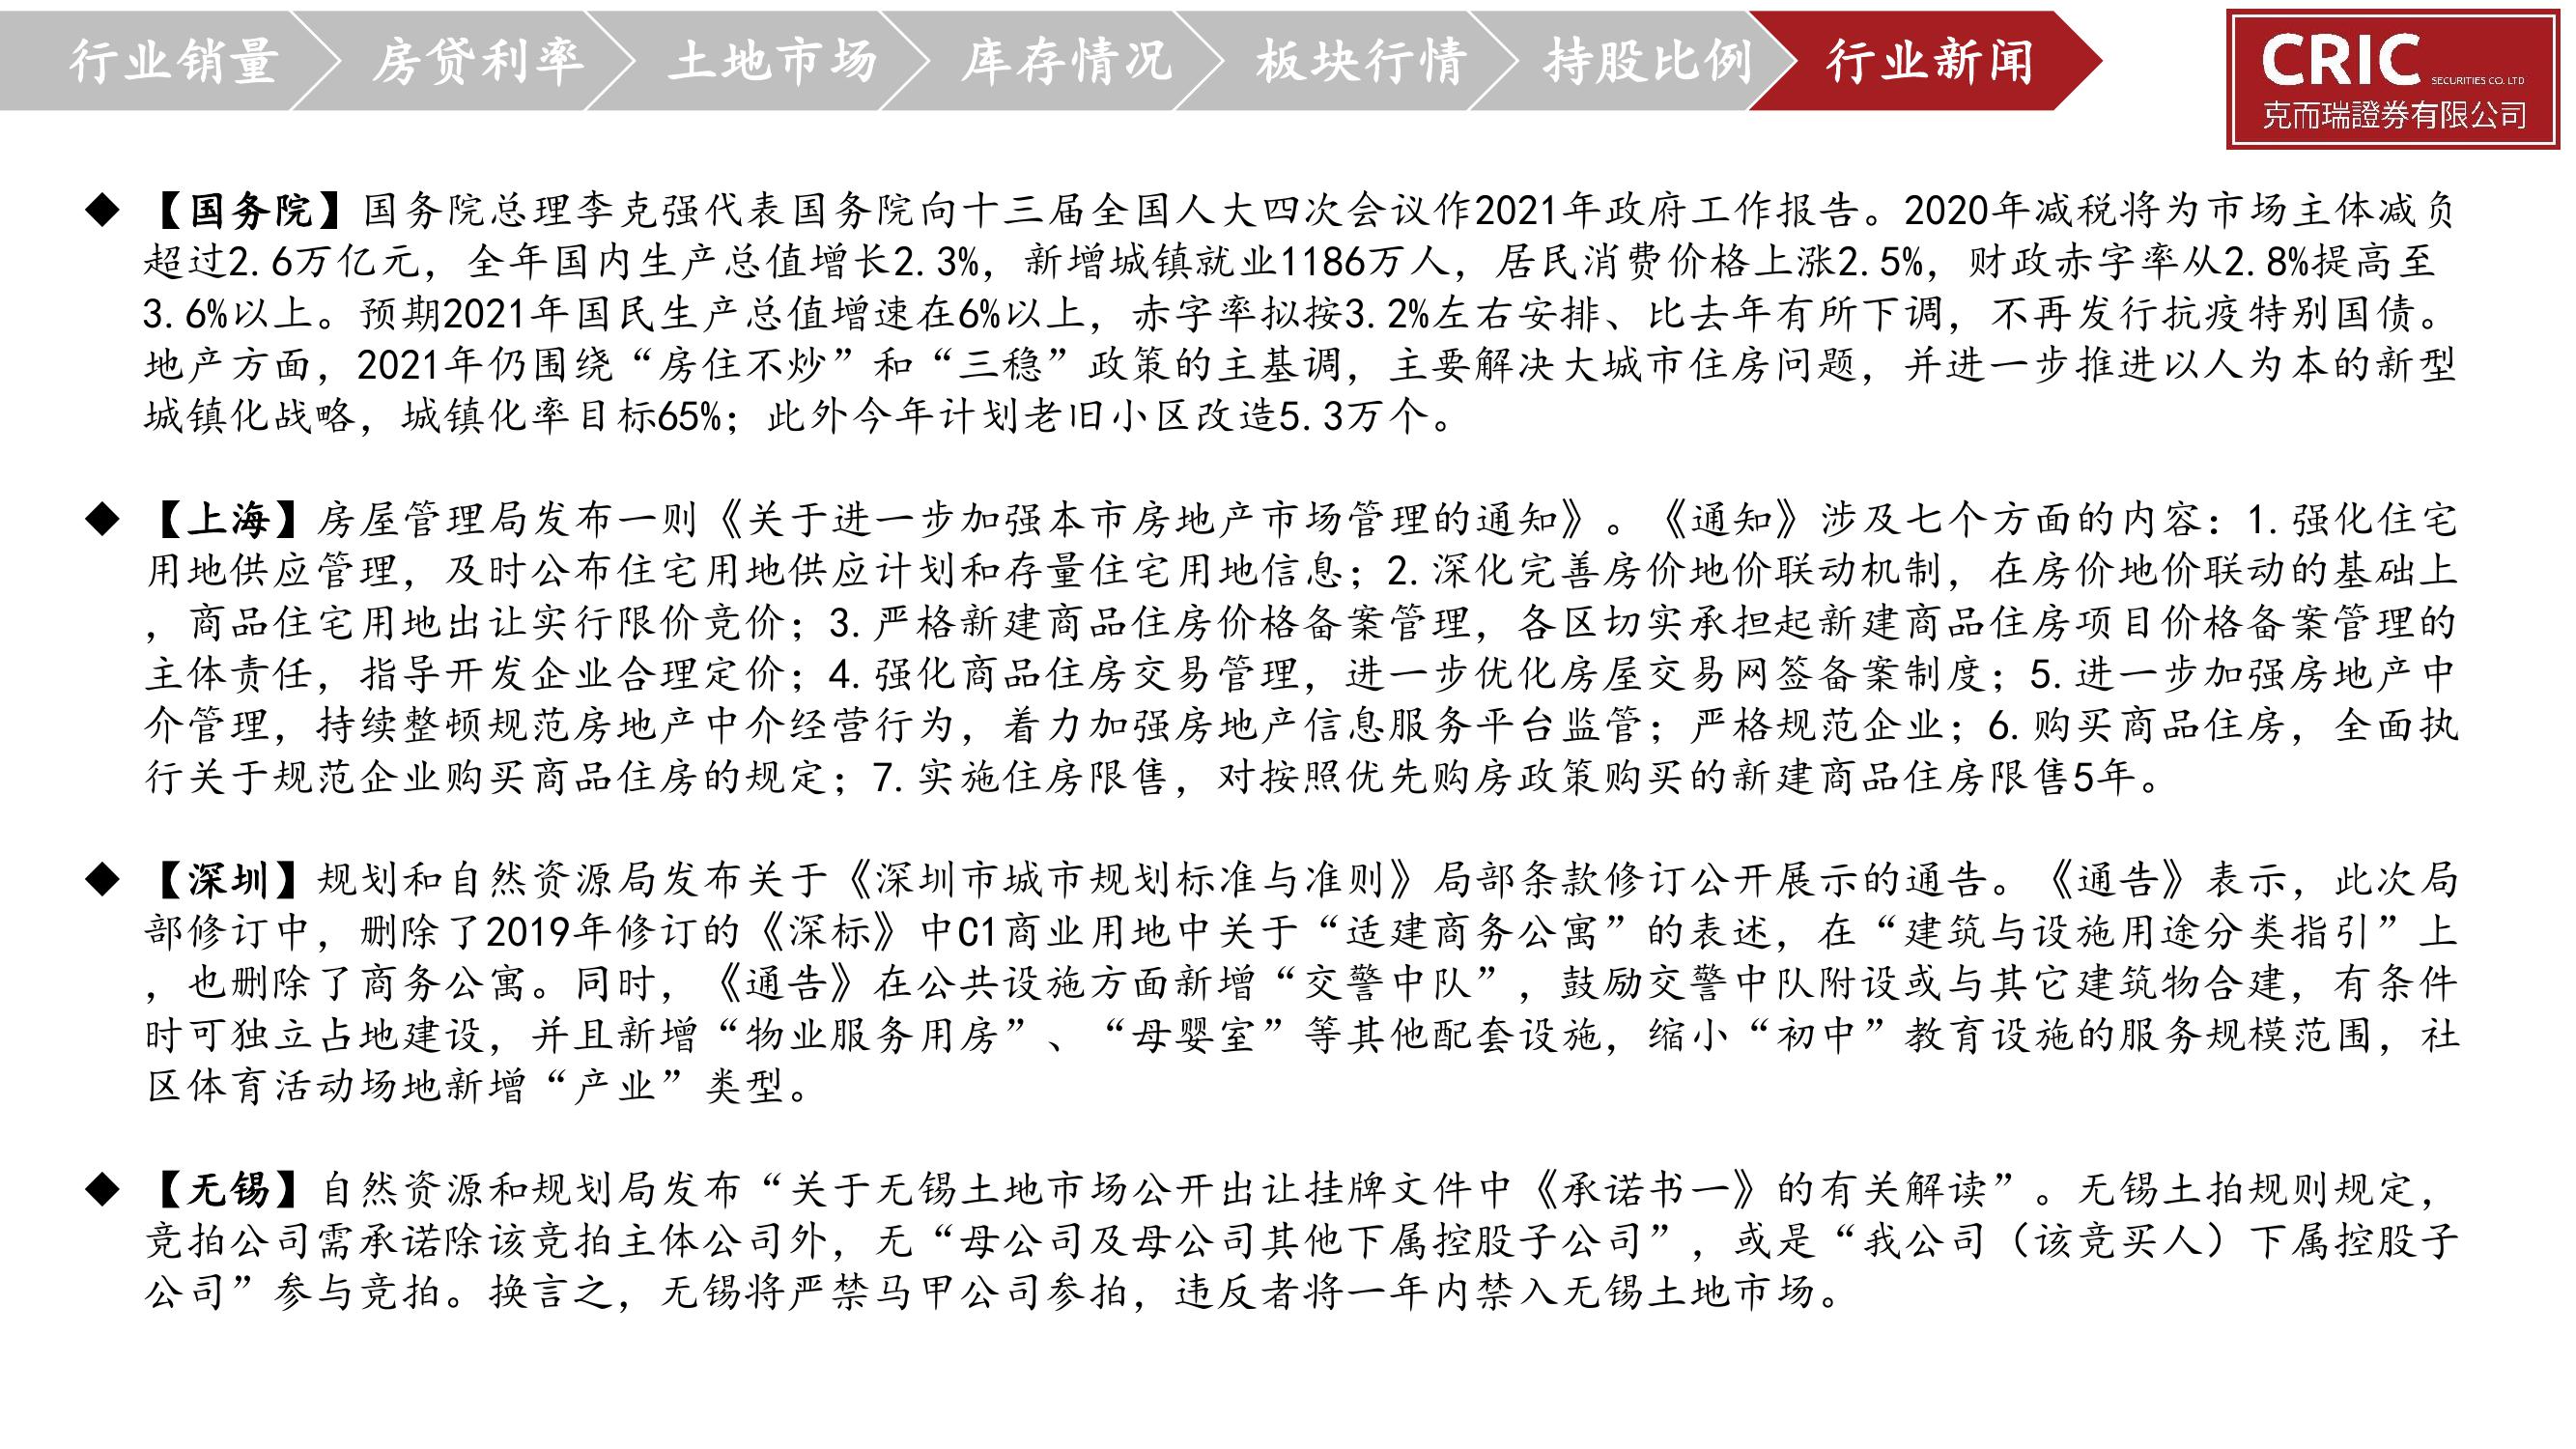 行业销量 房贷利率 土地市场 库存情况 板块行情 持股比例 行业新闻
CRIC SECURITIES CO. LTD
克而瑞證券有限公司
◆ 【国务院】国务院总理李克强代表国务院向十三届全国人大四次会议作2021年政府工作报告。2020年减税将为市场主体减负
超过2.6万亿元，全年国内生产总值增长2.3%，新增城镇就业1186万人，居民消费价格上涨2.5%，财政赤字率从2.8%提高至
3.6%以上。预期2021年国民生产总值增速在6%以上，赤字率拟按3.2%左右安排、比去年有所下调，不再发行抗疫特别国债。
地产方面，2021年仍围绕“房住不炒”和“三稳”政策的主基调，主要解决大城市住房问题，并进一步推进以人为本的新型
城镇化战略，城镇化率目标65%；此外今年计划老旧小区改造5.3万个。
◆ 【上海】房屋管理局发布一则《关于进一步加强本市房地产市场管理的通知》。《通知》涉及七个方面的内容：1.强化住宅
用地供应管理，及时公布住宅用地供应计划和存量住宅用地信息；2.深化完善房价地价联动机制，在房价地价联动的基础上
，商品住宅用地出让实行限价竞价；3.严格新建商品住房价格备案管理，各区切实承担起新建商品住房项目价格备案管理的
主体责任，指导开发企业合理定价；4.强化商品住房交易管理，进一步优化房屋交易网签备案制度；5.进一步加强房地产中
介管理，持续整顿规范房地产中介经营行为，着力加强房地产信息服务平台监管；严格规范企业；6.购买商品住房，全面执
行关于规范企业购买商品住房的规定；7.实施住房限售，对按照优先购房政策购买的新建商品住房限售5年。
◆ 【深圳】规划和自然资源局发布关于《深圳市城市规划标准与准则》局部条款修订公开展示的通告。《通告》表示，此次局
部修订中，删除了2019年修订的《深标》中C1商业用地中关于“适建商务公寓”的表述，在“建筑与设施用途分类指引”上
，也删除了商务公寓。同时，《通告》在公共设施方面新增“交警中队”，鼓励交警中队附设或与其它建筑物合建，有条件
时可独立占地建设，并且新增“物业服务用房”、“母婴室”等其他配套设施，缩小“初中”教育设施的服务规模范围，社
区体育活动场地新增“产业”类型。
◆ 【无锡】自然资源和规划局发布“关于无锡土地市场公开出让挂牌文件中《承诺书一》的有关解读”。无锡土拍规则规定，
竞拍公司需承诺除该竞拍主体公司外，无“母公司及母公司其他下属控股子公司”，或是“我公司（该竞买人）下属控股子
公司”参与竞拍。换言之，无锡将严禁马甲公司参拍，违反者将一年内禁入无锡土地市场。